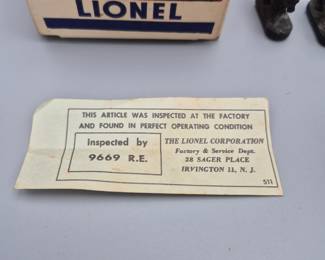 LIONEL
THIS ARTICLE WAS INSPECTED AT THE FACTORY
AND FOUND IN PERFECT OPERATING CONDITION
Inspected by
9669 R.E.
THE LIONEL CORPORATION
Factory & Service Dept.
28 SAGER PLACE
IRVINGTON 11, N. J.
511